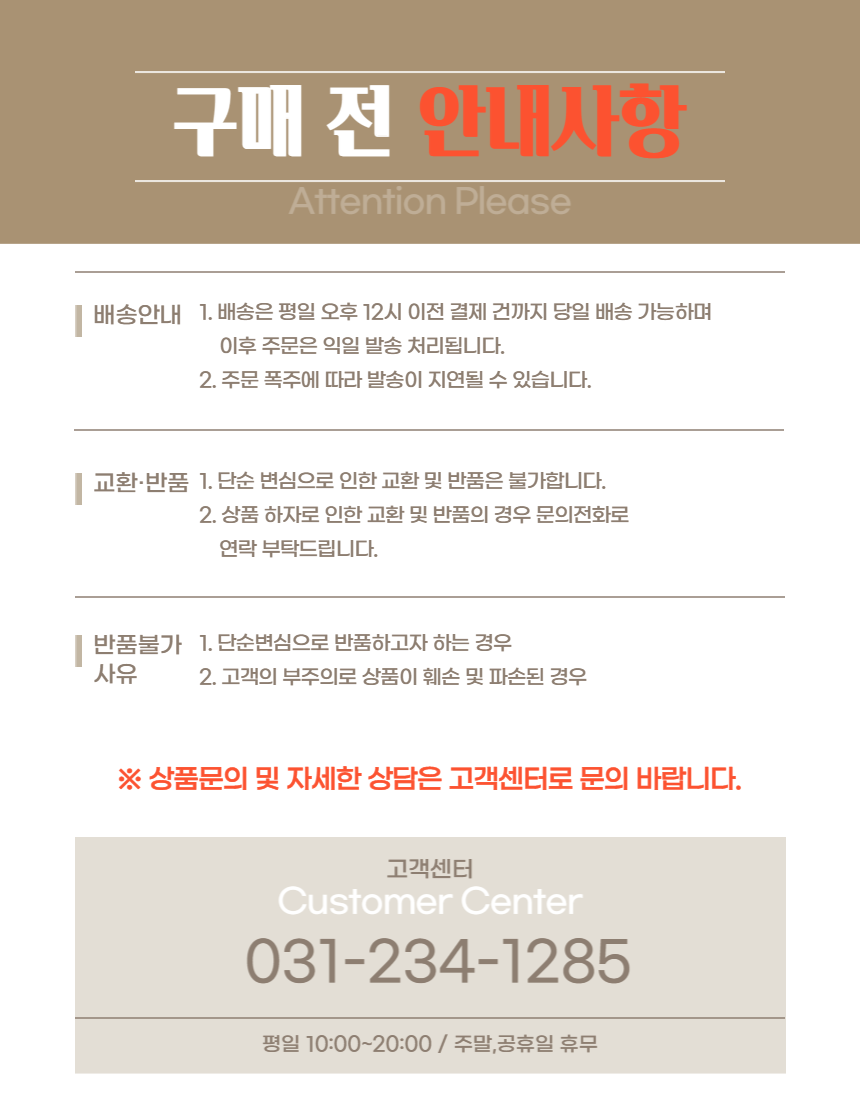 구매 전 안내사항
Attention Please
배송안내
1. 배송은 평일 오후 12시 이전 결제 건까지 당일 배송 가능하며
이후 주문은 익일 발송 처리됩니다.
2. 주문 폭주에 따라 발송이 지연될 수 있습니다.
교환·반품
1. 단순 변심으로 인한 교환 및 반품은 불가합니다.
2. 상품 하자로 인한 교환 및 반품의 경우 문의전화로
연락 부탁드립니다.
반품불가
사유
1. 단순변심으로 반품하고자 하는 경우
2. 고객의 부주의로 상품이 훼손 및 파손된 경우
※ 상품문의 및 자세한 상담은 고객센터로 문의 바랍니다.
고객센터
Customer Center
031-234-1285
평일 10:00~20:00 / 주말,공휴일 휴무